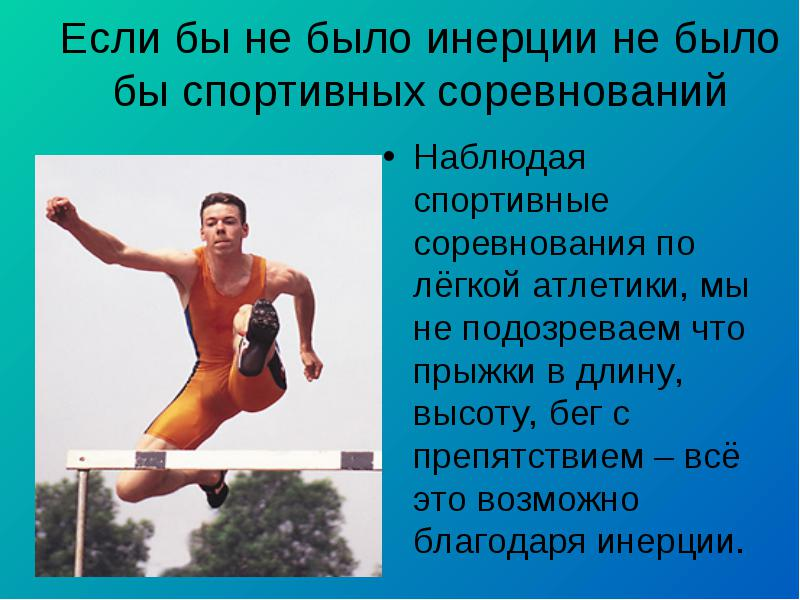 Если бы не было инерции не было
бы спортивных соревнований
• Наблюдая
спортивные
соревнования по
лёгкой атлетики, мы
не подозреваем что
прыжки в длину,
высоту, бег с
препятствием – всё
это возможно
благодаря инерции.